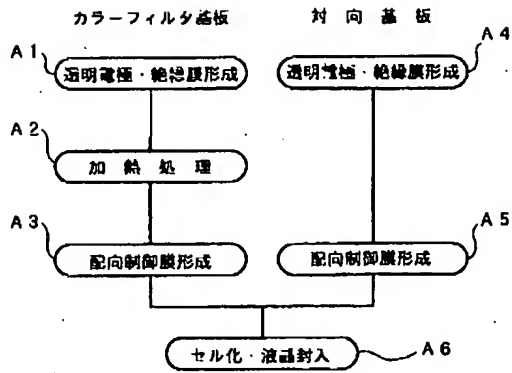 カラーフィルタ基板
対向基板
A1
透明電極・絶縁膜形成
A4
透明電極・絶縁膜形成
A2
加熱処理
A3
配向制御膜形成
A5
配向制御膜形成
セル化・液晶封入
A6